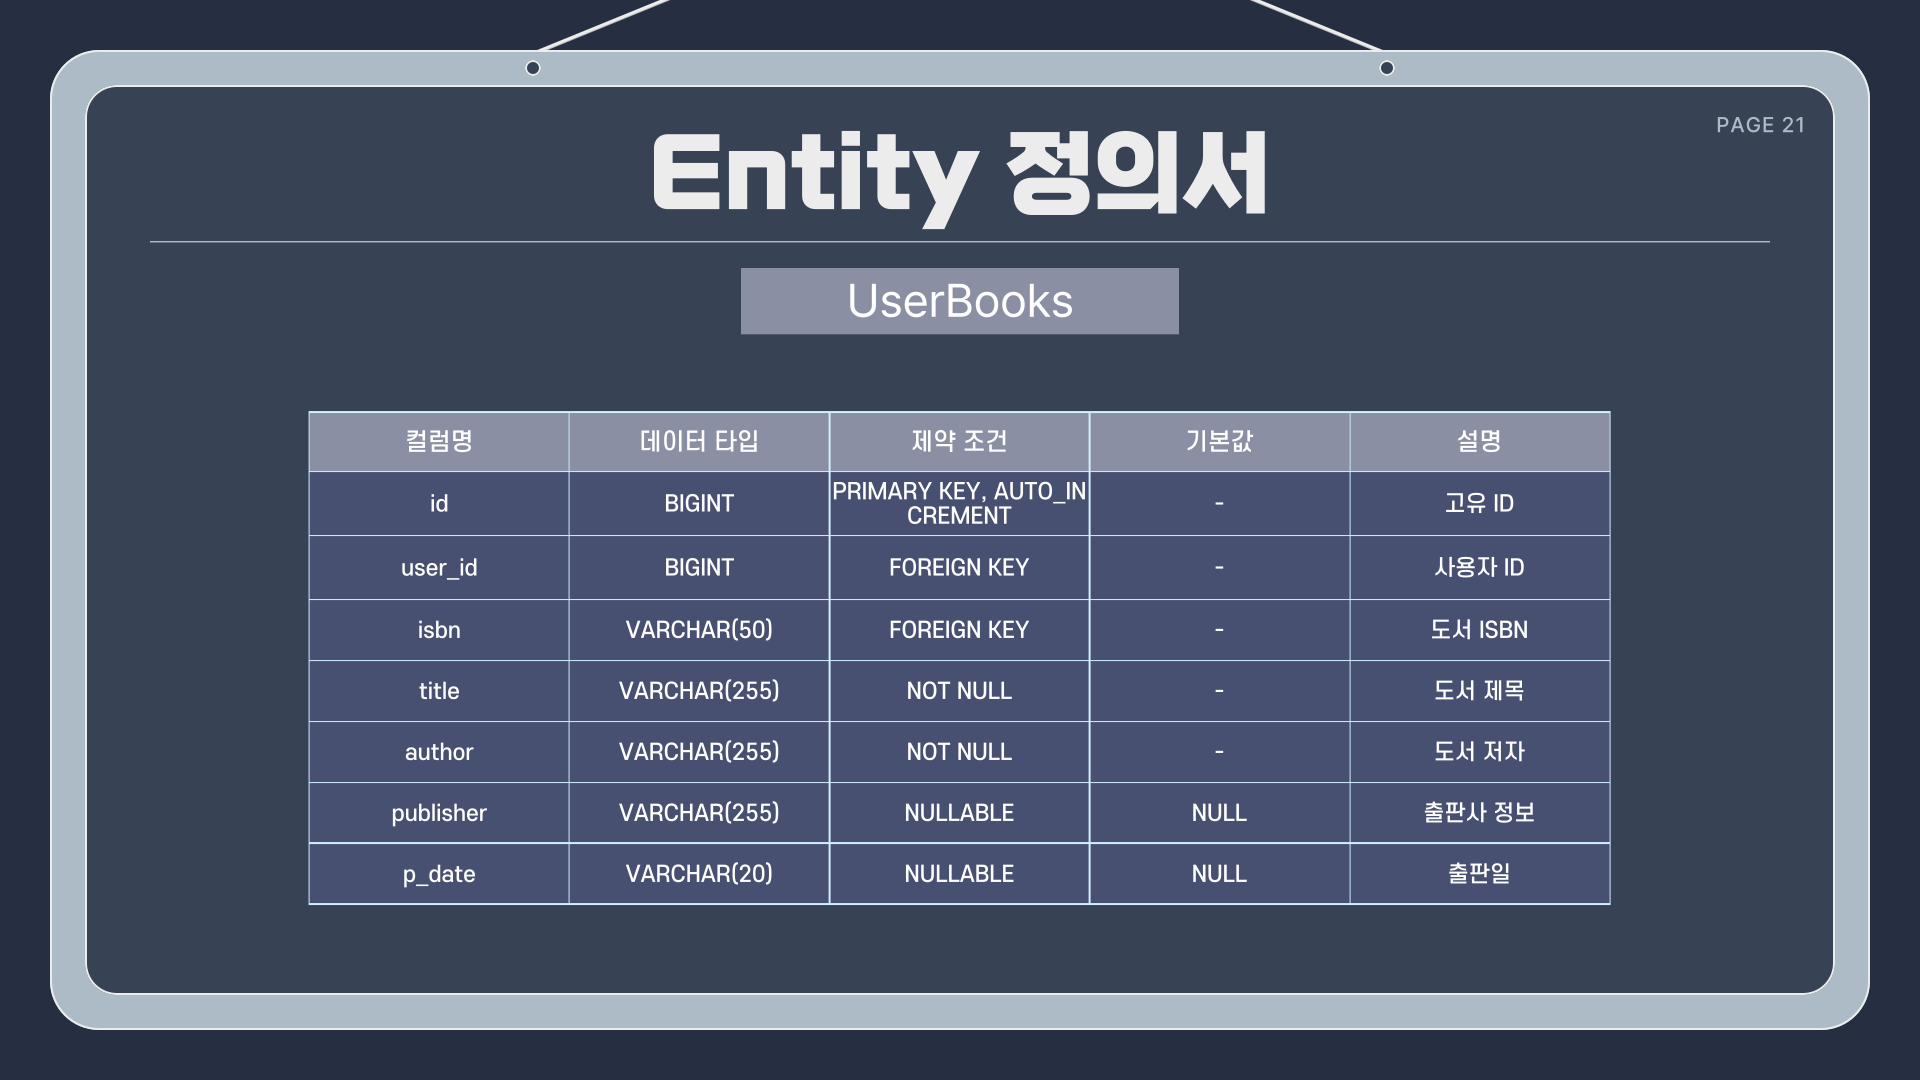 PAGE 21
Entity 정의서
UserBooks
컬럼명 데이터 타입 제약 조건 기본값 설명
id BIGINT PRIMARY KEY, AUTO_IN
CREMENT - 고유 ID
user_id BIGINT FOREIGN KEY - 사용자 ID
isbn VARCHAR(50) FOREIGN KEY - 도서 ISBN
title VARCHAR(255) NOT NULL - 도서 제목
author VARCHAR(255) NOT NULL - 도서 저자
publisher VARCHAR(255) NULLABLE NULL 출판사 정보
p_date VARCHAR(20) NULLABLE NULL 출판일